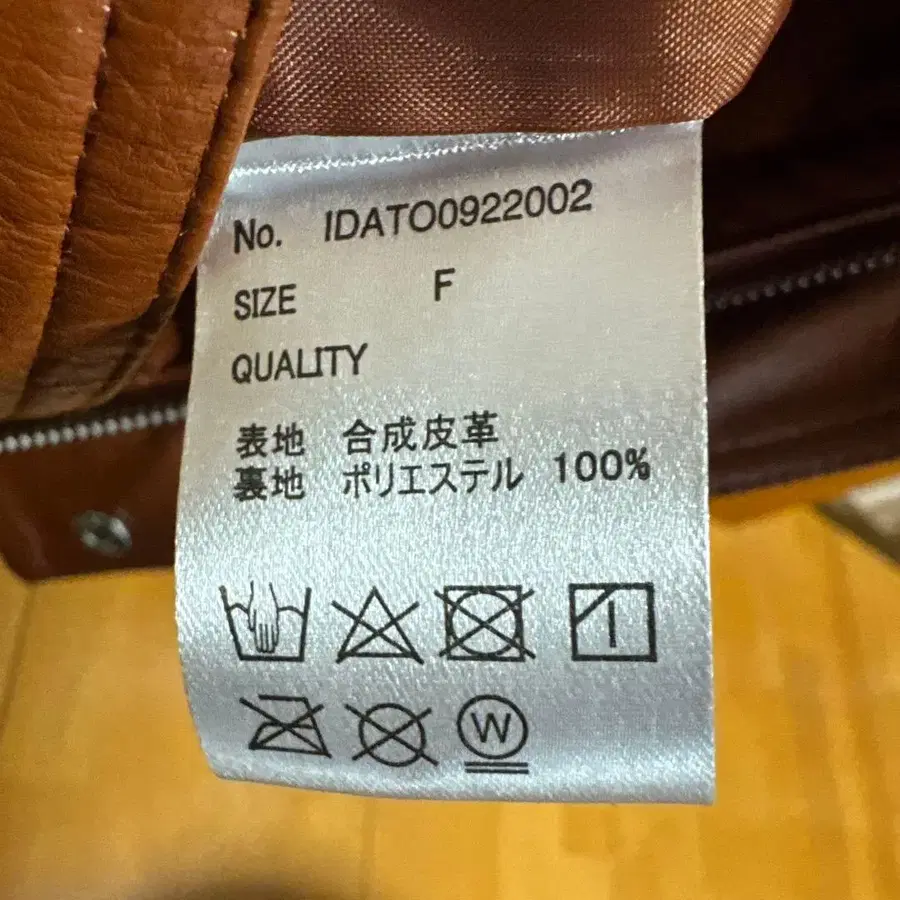 No. IDATO0922002
SIZE F
QUALITY
表地 合成皮革
裏地 ポリエステル 100%
W